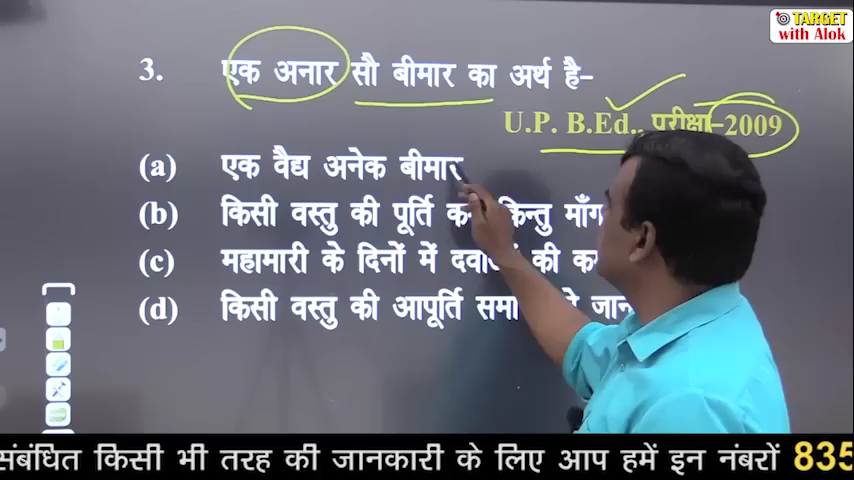 TARGET
with Alok
3. एक अनार सौ बीमार का अर्थ है–
U.P. B.Ed., परीक्षा–2009
(a) एक वैद्य अनेक बीमार
(b) किसी वस्तु की पूर्ति किन्तु
(c) महामारी के दिनों में की
(d) किसी वस्तु की आपूर्ति
संबंधित किसी भी तरह की जानकारी के लिए आप हमें इन नंबरों 835